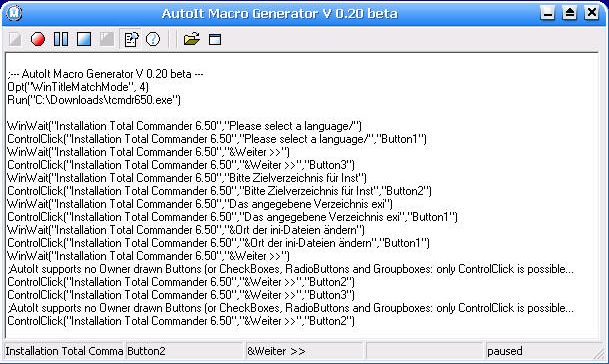 AutoIt Macro Generator V 0.20 beta
;--- AutoIt Macro Generator V 0.20 beta ---
Opt("WinTitleMatchMode", 4)
Run("C:\Downloads\tcmdr650.exe")
WinWait("Installation Total Commander 6.50","Please select a language/")
ControlClick("Installation Total Commander 6.50","Please select a language/","Button1")
WinWait("Installation Total Commander 6.50","&Weiter >>")
ControlClick("Installation Total Commander 6.50","&Weiter >>","Button3")
WinWait("Installation Total Commander 6.50","Bitte Zielverzeichnis für Inst")
ControlClick("Installation Total Commander 6.50","Bitte Zielverzeichnis für Inst","Button2")
WinWait("Installation Total Commander 6.50","Das angegebene Verzeichnis exi")
ControlClick("Installation Total Commander 6.50","Das angegebene Verzeichnis exi","Button1")
WinWait("Installation Total Commander 6.50","&Ort der ini-Dateien ändern")
ControlClick("Installation Total Commander 6.50","&Ort der ini-Dateien ändern","Button1")
WinWait("Installation Total Commander 6.50","&Weiter >>")
;AutoIt supports no Owner drawn Buttons (or CheckBoxes, RadioButtons and Groupboxes: only ControlClick is possible...
ControlClick("Installation Total Commander 6.50","&Weiter >>","Button2")
ControlClick("Installation Total Commander 6.50","&Weiter >>","Button3")
;AutoIt supports no Owner drawn Buttons (or CheckBoxes, RadioButtons and Groupboxes: only ControlClick is possible...
ControlClick("Installation Total Commander 6.50","&Weiter >>","Button2")
Installation Total Comma Button2 &Weiter >> paused